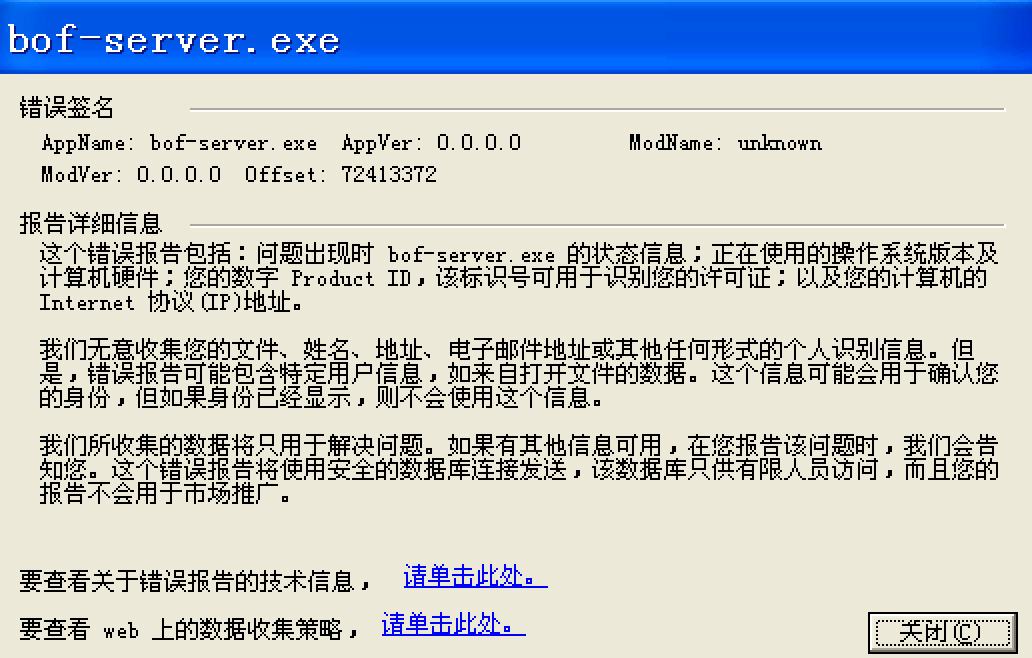 bof-server.exe
错误签名
AppName: bof-server.exe AppVer: 0.0.0.0 ModName: unknown
ModVer: 0.0.0.0 Offset: 72413372
报告详细信息
这个错误报告包括：问题出现时 bof-server.exe 的状态信息；正在使用的操作系统版本及
计算机硬件；您的数字 Product ID，该标识号可用于识别您的许可证；以及您的计算机的
Internet 协议(IP)地址。
我们无意收集您的文件、姓名、地址、电子邮件地址或其他任何形式的个人识别信息。但
是，错误报告可能包含特定用户信息，如来自打开文件的数据。这个信息可能会用于确认您
的身份，但如果身份已经显示，则不会使用这个信息。
我们所收集的数据将只用于解决问题。如果有其他信息可用，在您报告该问题时，我们会告
知您。这个错误报告将使用安全的数据库连接发送，该数据库只供有限人员访问，而且您的
报告不会用于市场推广。
要查看关于错误报告的技术信息， 请单击此处。
要查看 web 上的数据收集策略， 请单击此处。
关闭(C)